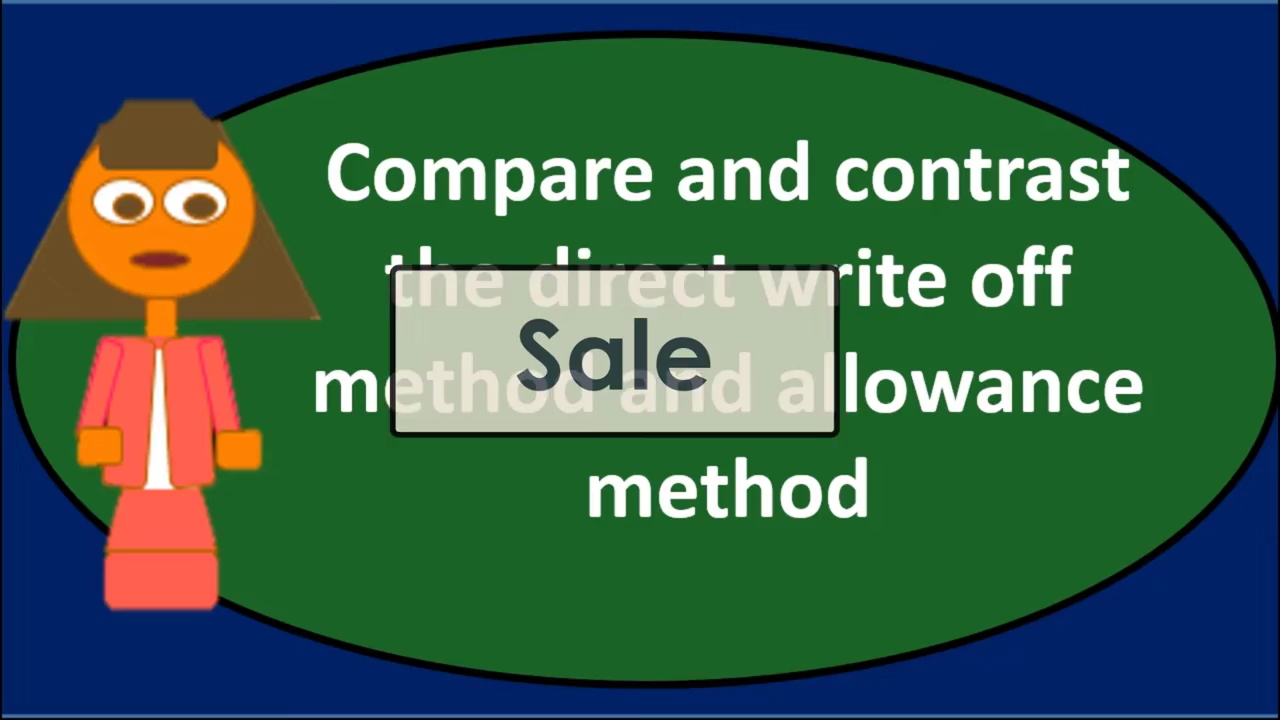 Compare and contrast
the direct write off
method and allowance
method
Sale